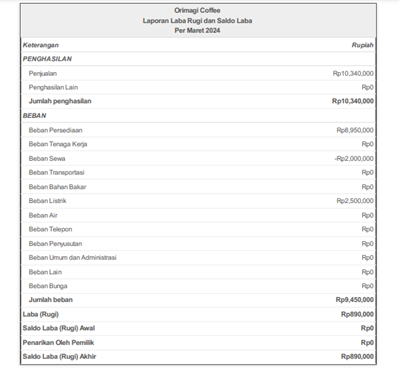 Orimagi Coffee
Laporan Laba Rugi dan Saldo Laba
Per Maret 2024
Keterangan Rupiah
PENGHASILAN
Penjualan Rp10,340,000
Penghasilan Lain Rp0
Jumlah penghasilan Rp10,340,000
BEBAN
Beban Persediaan Rp8,950,000
Beban Tenaga Kerja Rp0
Beban Sewa -Rp2,000,000
Beban Transportasi Rp0
Beban Bahan Bakar Rp0
Beban Listrik Rp2,500,000
Beban Air Rp0
Beban Telepon Rp0
Beban Penyusutan Rp0
Beban Umum dan Administrasi Rp0
Beban Lain Rp0
Beban Bunga Rp0
Jumlah beban Rp9,450,000
Laba (Rugi) Rp890,000
Saldo Laba (Rugi) Awal Rp0
Penarikan Oleh Pemilik Rp0
Saldo Laba (Rugi) Akhir Rp890,000